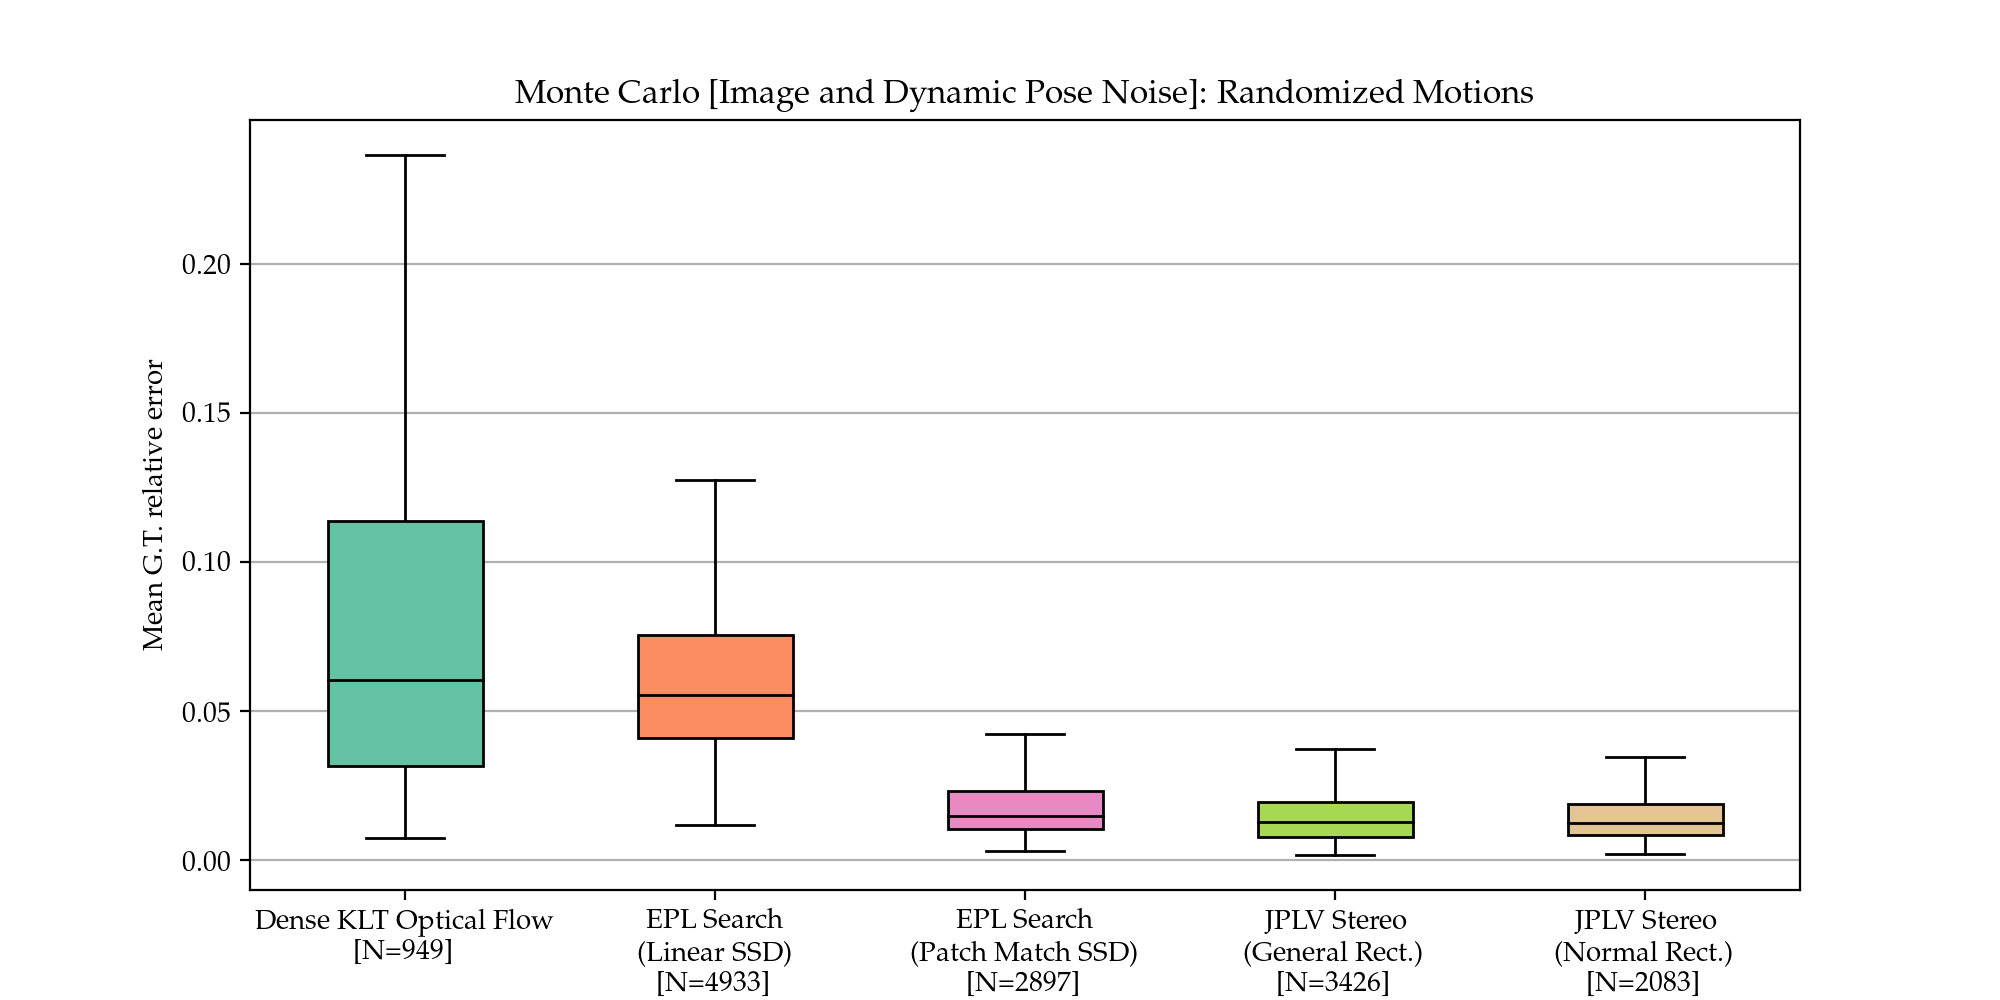 Monte Carlo [Image and Dynamic Pose Noise]: Randomized Motions
Mean G.T. relative error
0.20
0.15
0.10
0.05
0.00
Dense KLT Optical Flow
[N=949]
EPL Search
(Linear SSD)
[N=4933]
EPL Search
(Patch Match SSD)
[N=2897]
JPLV Stereo
(General Rect.)
[N=3426]
JPLV Stereo
(Normal Rect.)
[N=2083]